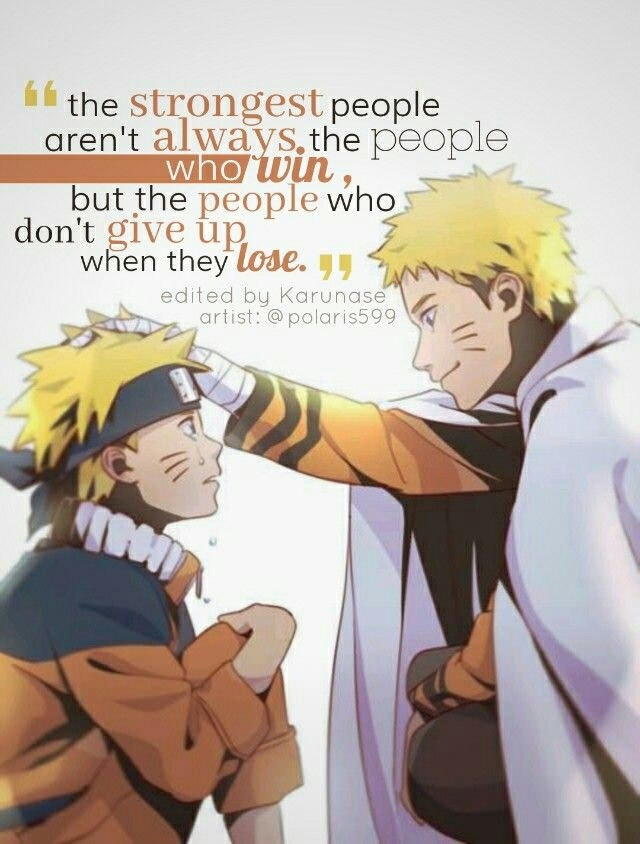 “ the strongest people
aren't always the people
who win,
but the people who
don't give up
when they lose. ”
edited by Karunase
artist: @polaris599